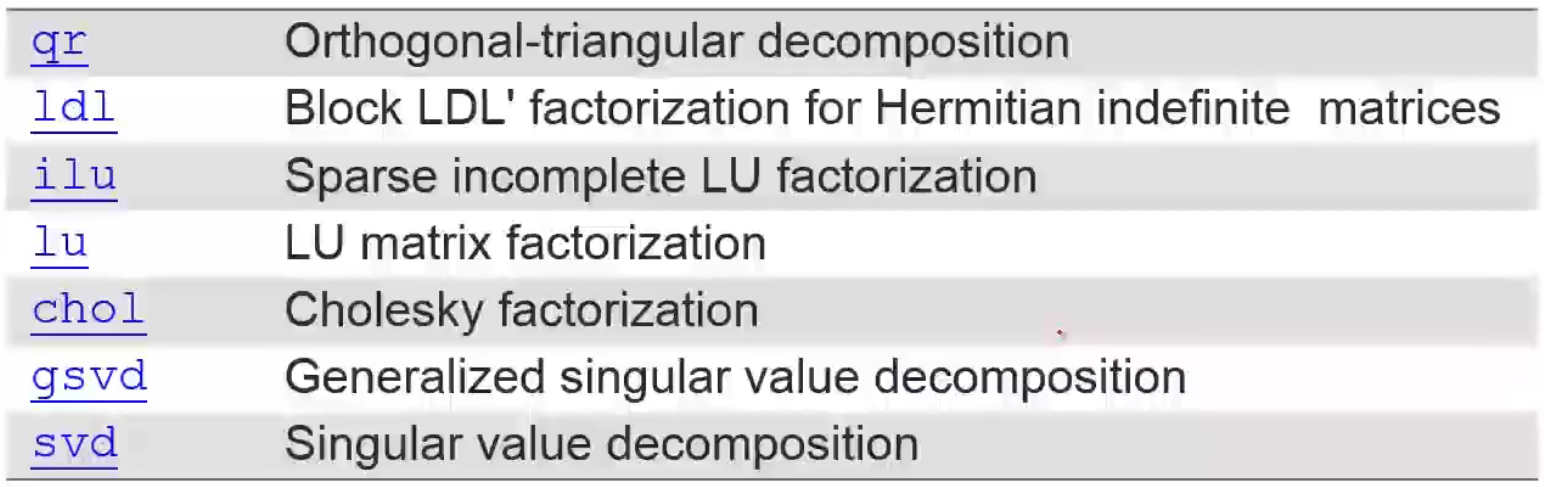 qr Orthogonal-triangular decomposition
ldl Block LDL' factorization for Hermitian indefinite  matrices
ilu Sparse incomplete LU factorization
lu LU matrix factorization
chol Cholesky factorization
gsvd Generalized singular value decomposition
svd Singular value decomposition